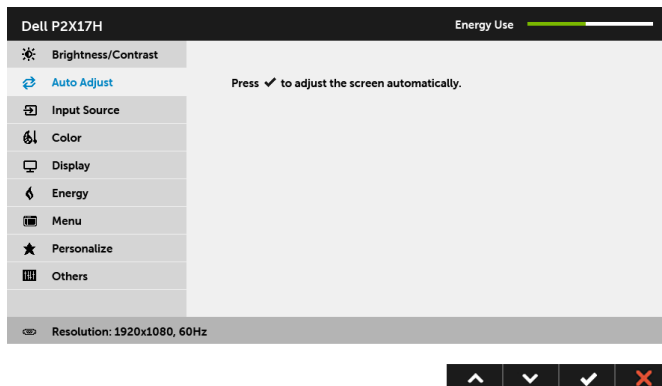 Dell P2X17H
Energy Use
Brightness/Contrast
Auto Adjust
Press ✓ to adjust the screen automatically.
Input Source
Color
Display
Energy
Menu
Personalize
Others
Resolution: 1920x1080, 60Hz